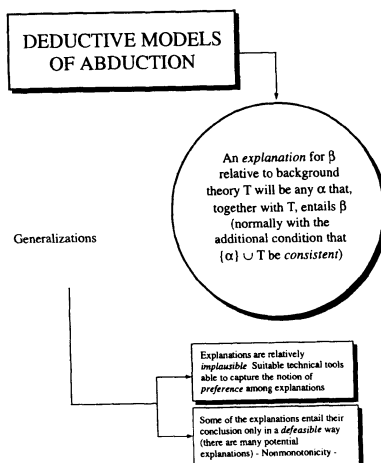 DEDUCTIVE MODELS
OF ABDUCTION
An explanation for β
relative to background
theory T will be any α that,
together with T, entails β
(normally with the
additional condition that
{α} ∪ T be consistent)
Generalizations
Explanations are relatively
implausible Suitable technical tools
able to capture the notion of
preference among explanations
Some of the explanations entail their
conclusion only in a defeasible way
(there are many potential
explanations) - Nonmonotonicity -